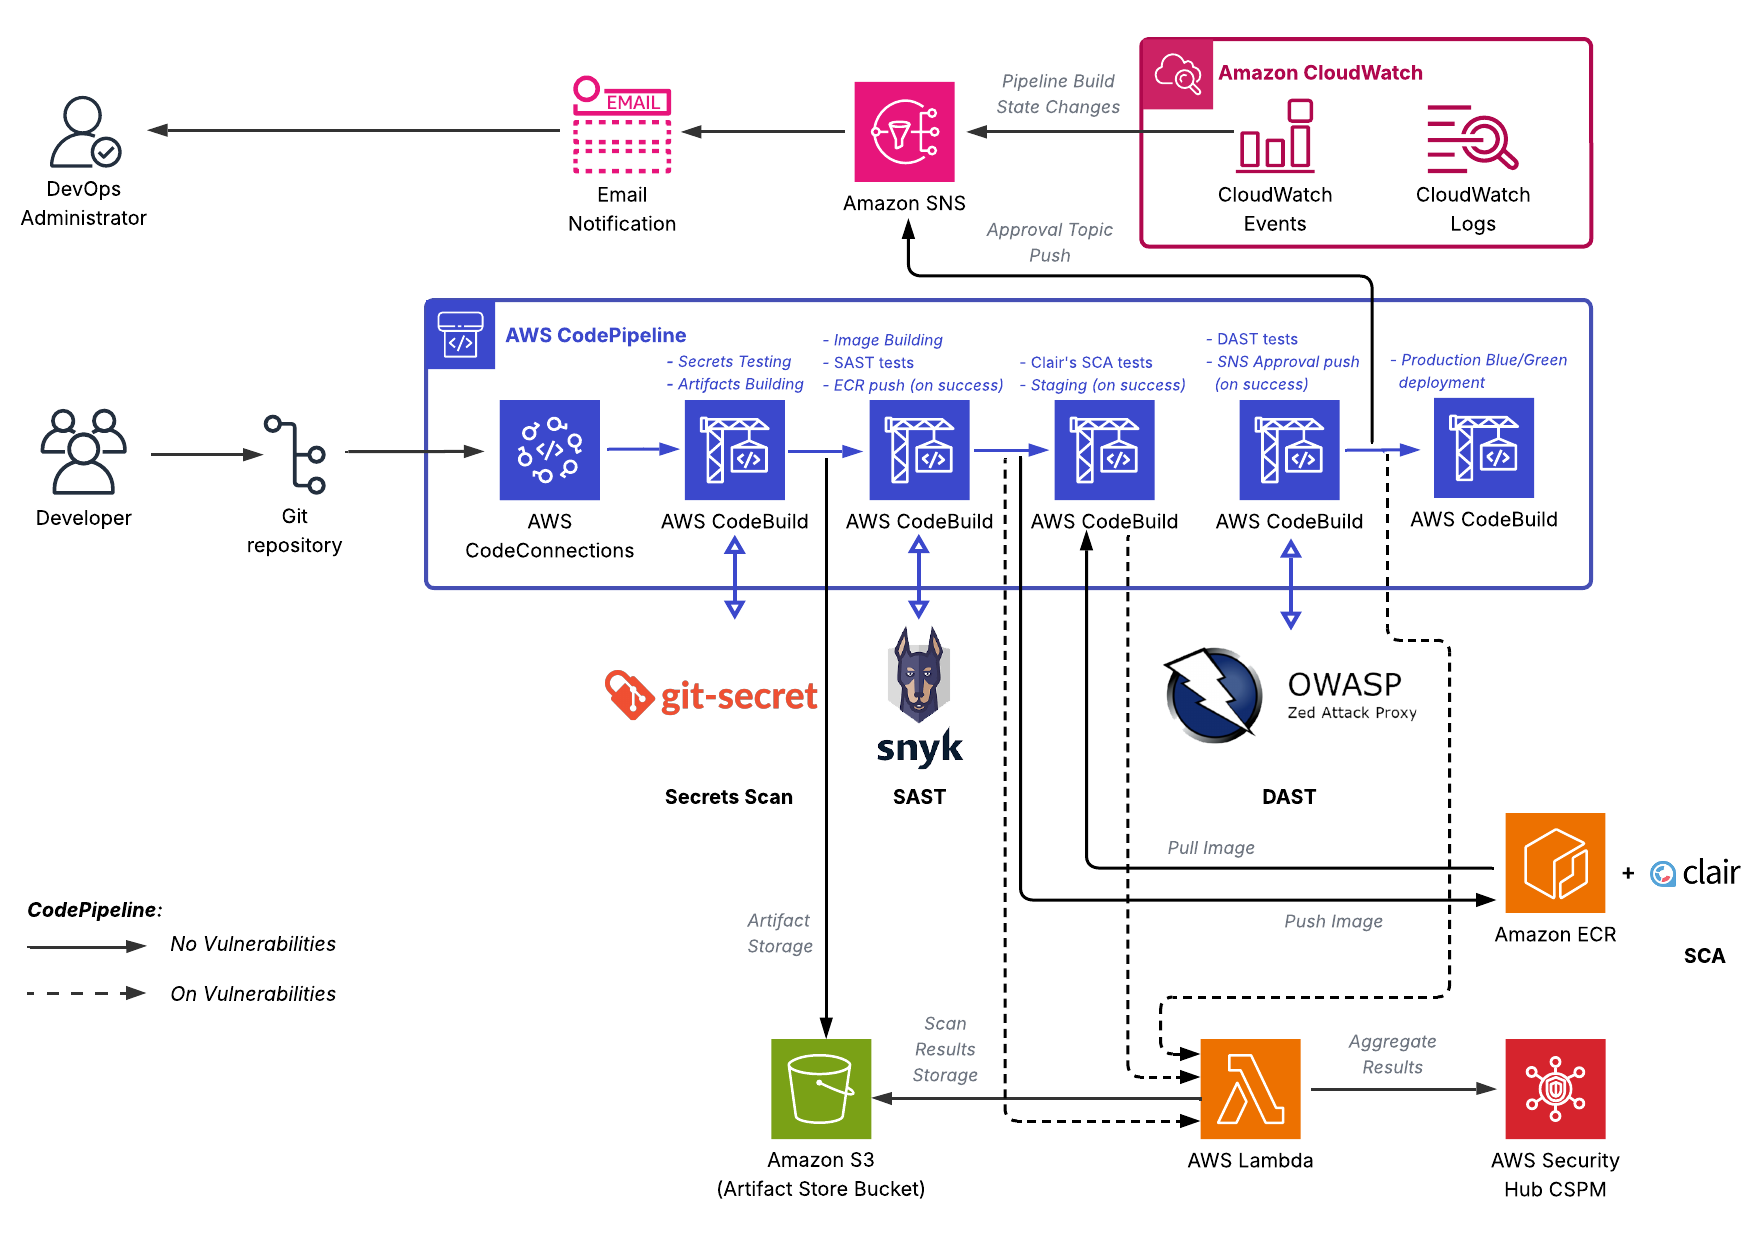 Amazon CloudWatch
Pipeline Build
State Changes
EMAIL
DevOps
Administrator
Email
Notification
Amazon SNS
CloudWatch
Events
CloudWatch
Logs
Approval Topic
Push
AWS CodePipeline
- Secrets Testing
- Artifacts Building
- Image Building
- SAST tests
- ECR push (on success)
- Clair's SCA tests
- Staging (on success)
- DAST tests
- SNS Approval push
(on success)
- Production Blue/Green
deployment
Developer
Git
repository
AWS
CodeConnections
AWS CodeBuild
AWS CodeBuild
AWS CodeBuild
AWS CodeBuild
AWS CodeBuild
git-secret
snyk
OWASP
Zed Attack Proxy
Secrets Scan
SAST
DAST
Pull Image
+
clair
Push Image
Amazon ECR
SCA
CodePipeline:
No Vulnerabilities
On Vulnerabilities
Artifact
Storage
Scan
Results
Storage
Aggregate
Results
Amazon S3
(Artifact Store Bucket)
AWS Lambda
AWS Security
Hub CSPM